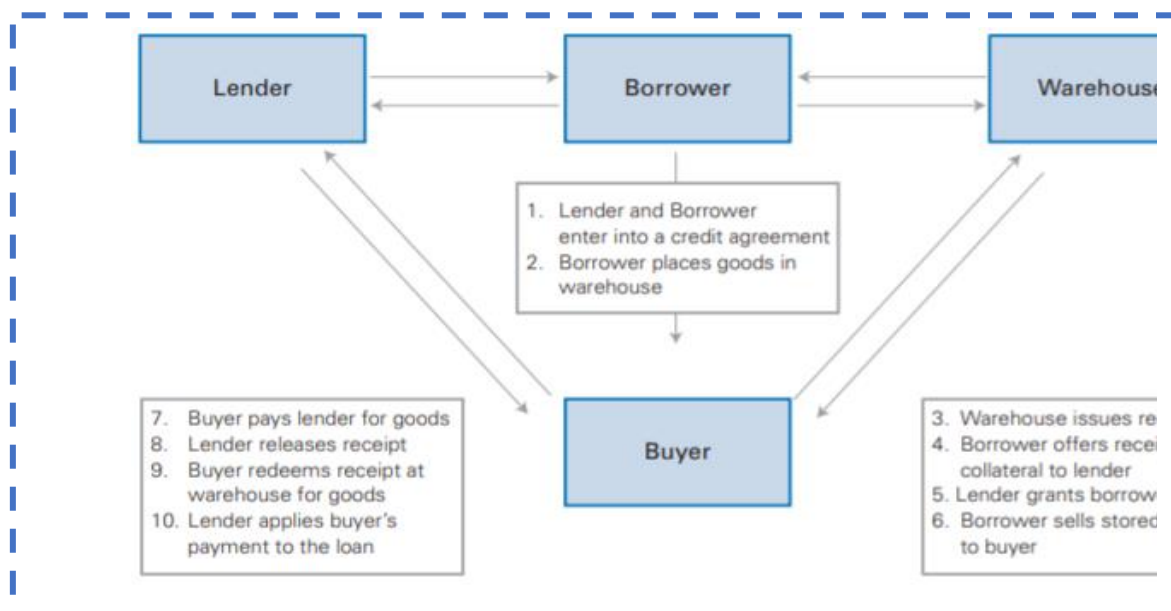 Lender
Borrower
Warehouse
1. Lender and Borrower
enter into a credit agreement
2. Borrower places goods in
warehouse
7. Buyer pays lender for goods
8. Lender releases receipt
9. Buyer redeems receipt at
warehouse for goods
10. Lender applies buyer's
payment to the loan
Buyer
3. Warehouse issues
4. Borrower offers
collateral to lender
5. Lender grants
6. Borrower sells stored
to buyer